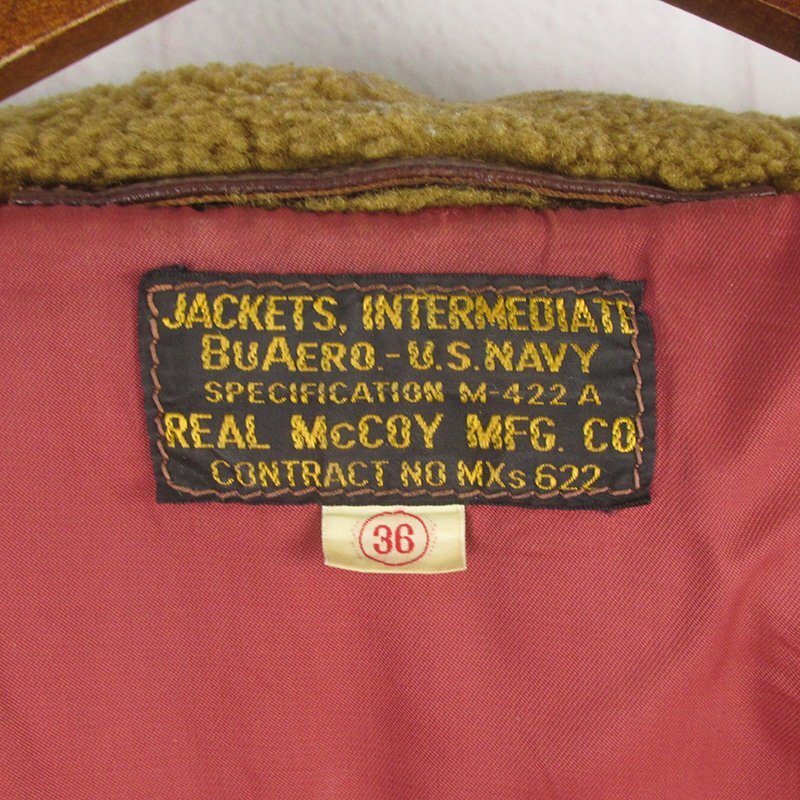 JACKETS, INTERMEDIATE
BUAERO.-U.S.NAVY
SPECIFICATION M-422 A
REAL McCOY MFG. CO
CONTRACT NO MXs 622
36